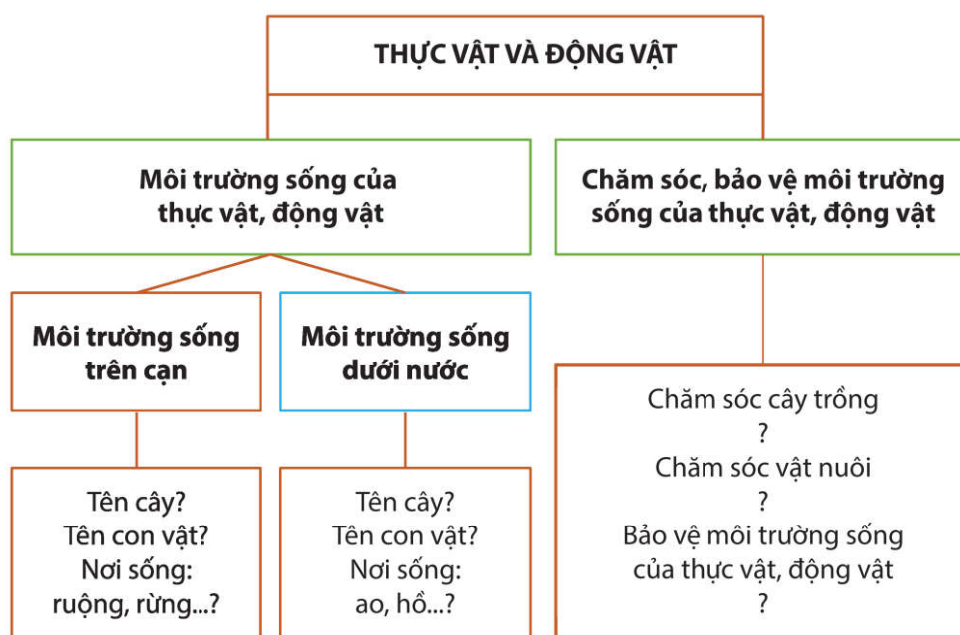 THỰC VẬT VÀ ĐỘNG VẬT
Môi trường sống của
thực vật, động vật
Chăm sóc, bảo vệ môi trường
sống của thực vật, động vật
Môi trường sống
trên cạn
Môi trường sống
dưới nước
Tên cây?
Tên con vật?
Nơi sống:
ruộng, rừng...?
Tên cây?
Tên con vật?
Nơi sống:
ao, hồ...?
Chăm sóc cây trồng
?
Chăm sóc vật nuôi
?
Bảo vệ môi trường sống
của thực vật, động vật
?